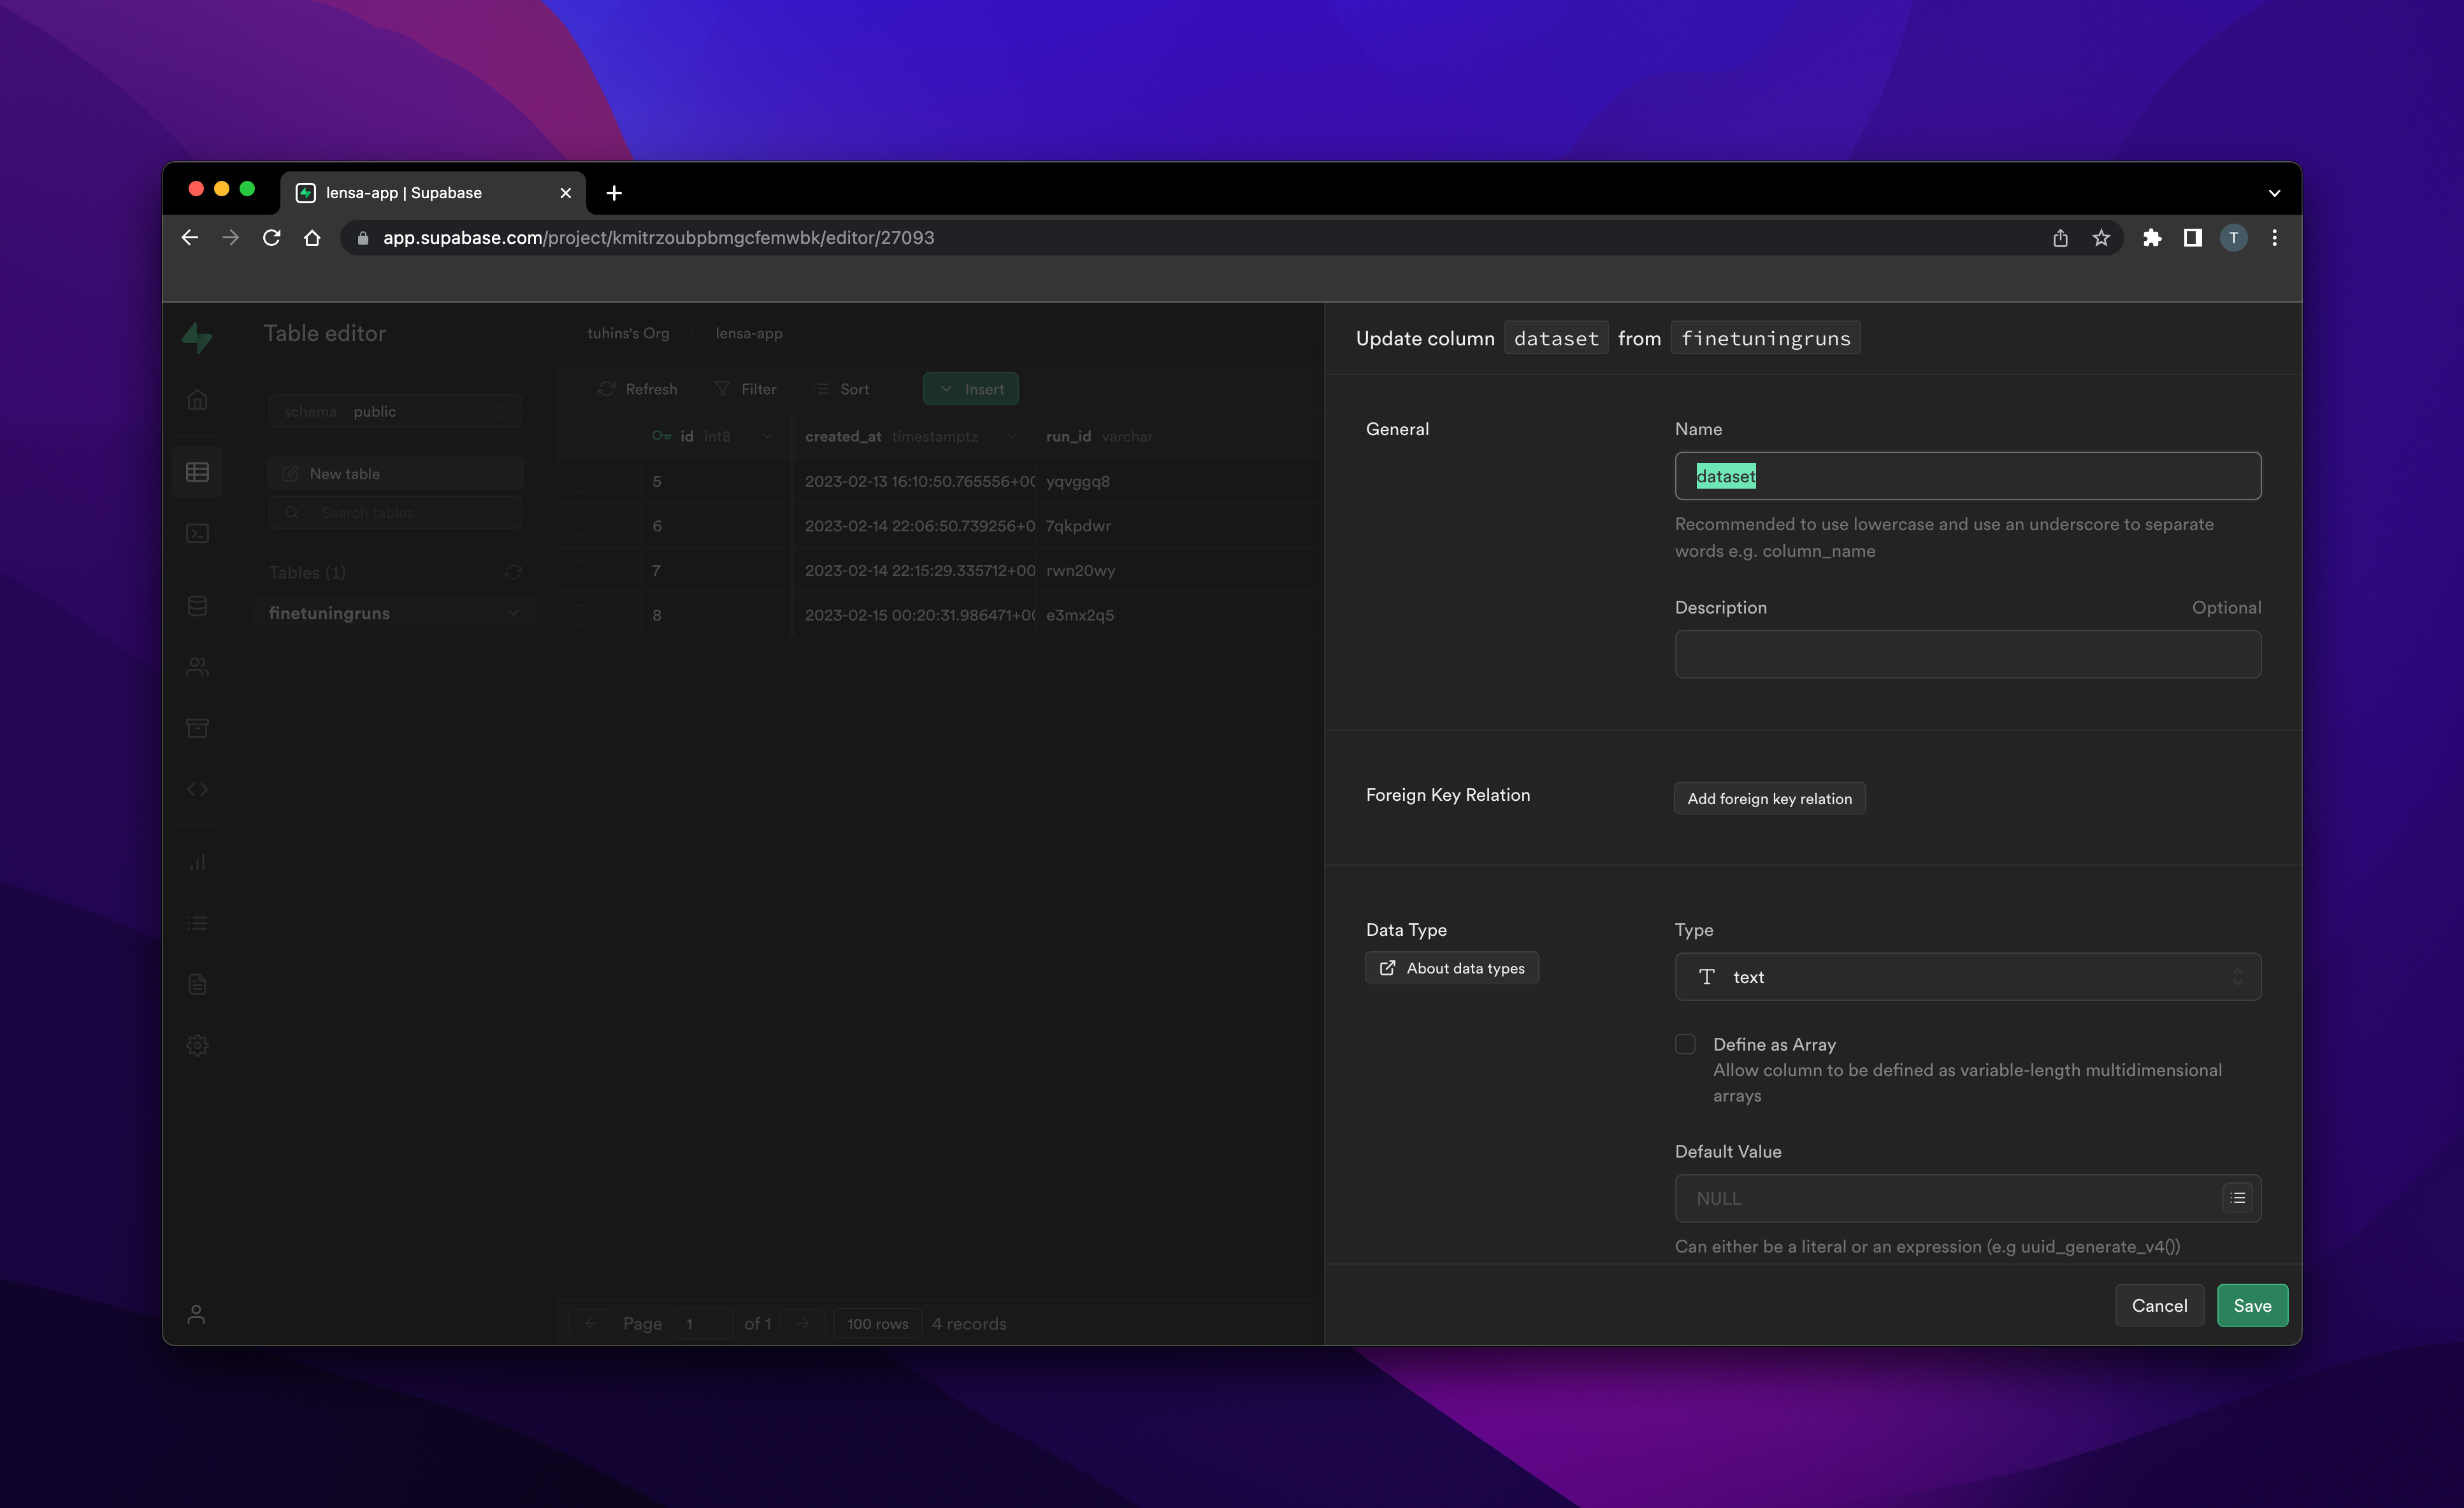 lensa-app | Supabase
app.supabase.com/project/kmitrzoubpbmgcfemwbk/editor/27093
T
Table editor
schema public
New table
Search tables
Tables (1)
finetuningruns
tuhins's Org / lensa-app
Refresh Filter Sort Insert
id int8 created_at timestamptz run_id varchar
5 2023-02-13 16:10:50.765556+00 yqvggq8
6 2023-02-14 22:06:50.739256+0 7qkpdwr
7 2023-02-14 22:15:29.335712+00 rwn20wy
8 2023-02-15 00:20:31.986471+00 e3mx2q5
Page 1 of 1 100 rows 4 records
Update column dataset from finetuningruns
General
Name
dataset
Recommended to use lowercase and use an underscore to separate
words e.g. column_name
Description Optional
Foreign Key Relation
Add foreign key relation
Data Type
About data types
Type
text
Define as Array
Allow column to be defined as variable-length multidimensional
arrays
Default Value
NULL
Can either be a literal or an expression (e.g uuid_generate_v4())
Cancel Save